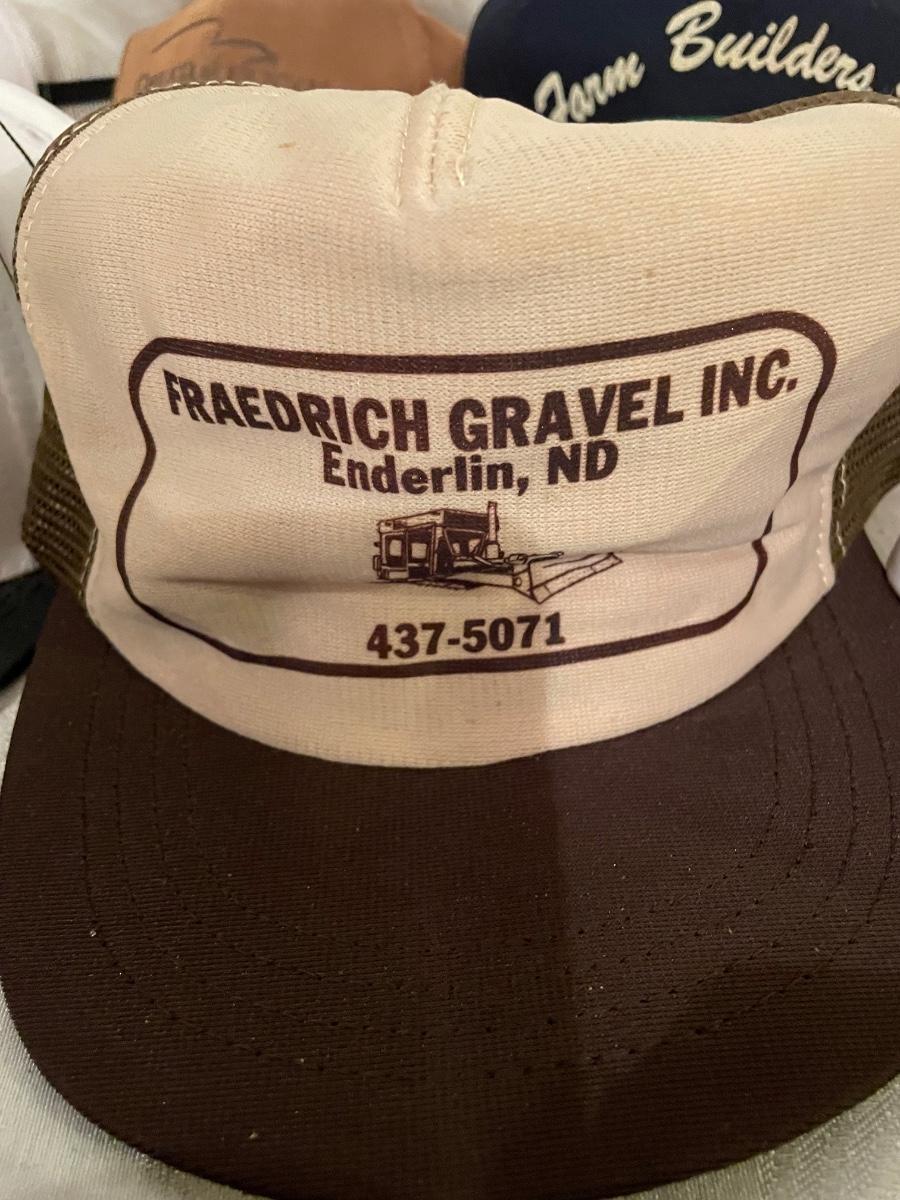 Farm Builders
FRAEDRICH GRAVEL INC.
Enderlin, ND
437-5071